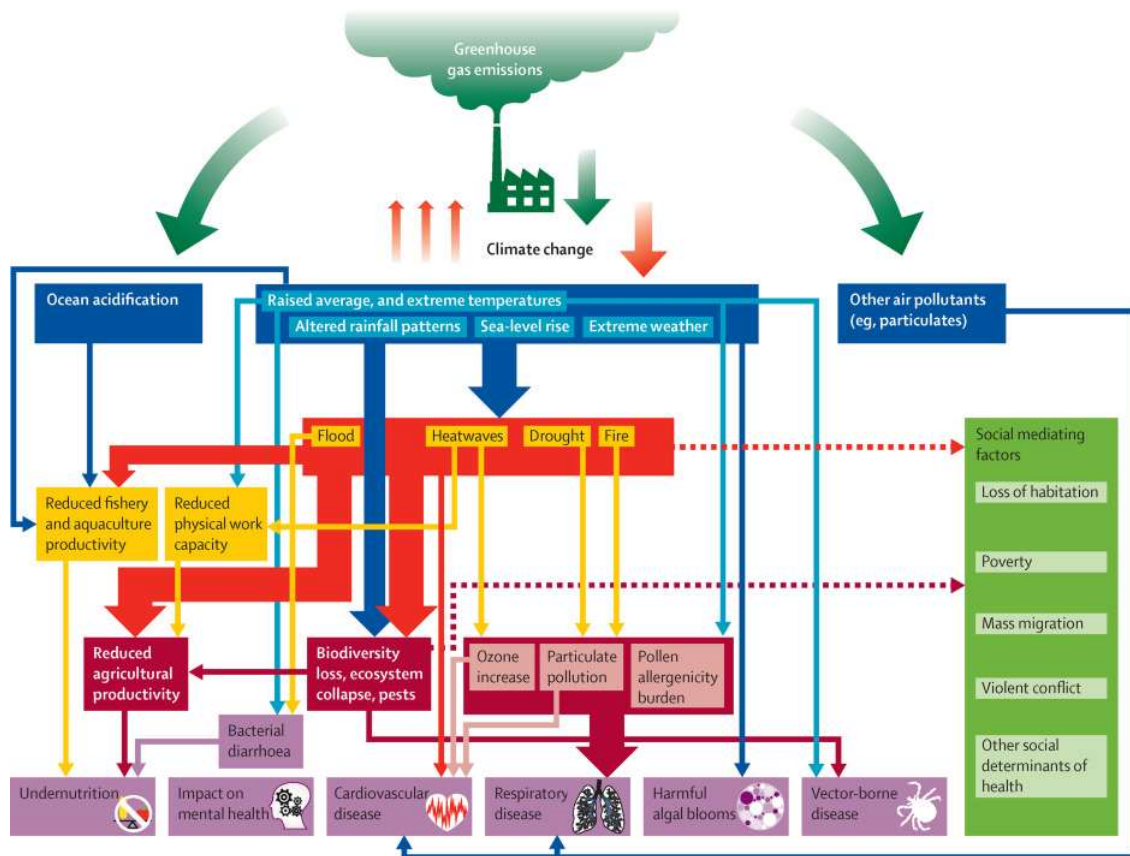 Greenhouse
gas emissions
Climate change
Ocean acidification
Raised average, and extreme temperatures
Altered rainfall patterns
Sea-level rise
Extreme weather
Other air pollutants
(eg, particulates)
Flood
Heatwaves
Drought
Fire
Social mediating
factors
Loss of habitation
Poverty
Mass migration
Violent conflict
Other social
determinants of
health
Reduced fishery
and aquaculture
productivity
Reduced
physical work
capacity
Reduced
agricultural
productivity
Biodiversity
loss, ecosystem
collapse, pests
Ozone
increase
Particulate
pollution
Pollen
allergenicity
burden
Bacterial
diarrhoea
Undernutrition
Impact on
mental health
Cardiovascular
disease
Respiratory
disease
Harmful
algal blooms
Vector-borne
disease